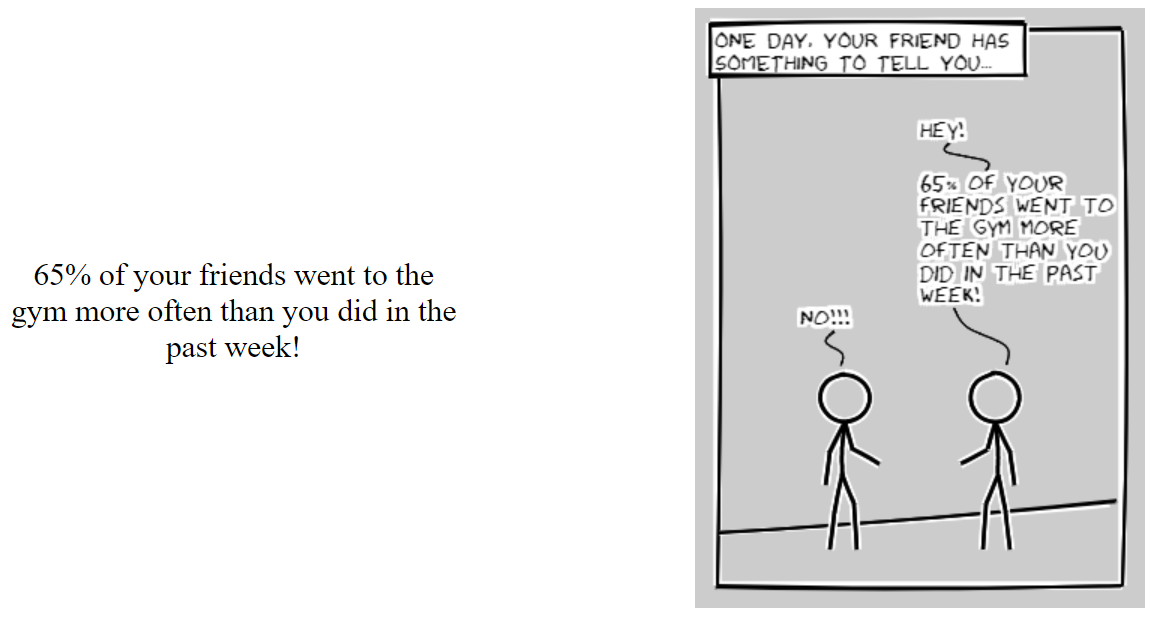 65% of your friends went to the
gym more often than you did in the
past week!
ONE DAY, YOUR FRIEND HAS
SOMETHING TO TELL YOU...
HEY!
65% OF YOUR
FRIENDS WENT TO
THE GYM MORE
OFTEN THAN YOU
DID IN THE PAST
WEEK!
NO!!!